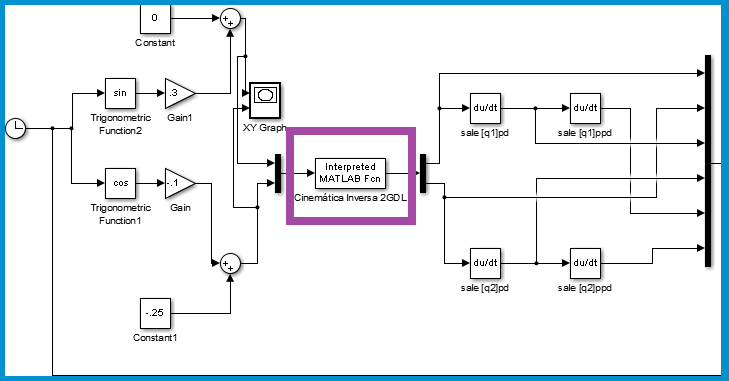 0
Constant
sin
Trigonometric
Function2
.3
Gain1
XY Graph
cos
Trigonometric
Function1
-.1
Gain
-.25
Constant1
Interpreted
MATLAB Fcn
Cinemática Inversa 2GDL
du/dt
sale [q1]pd
du/dt
sale [q1]ppd
du/dt
sale [q2]pd
du/dt
sale [q2]ppd